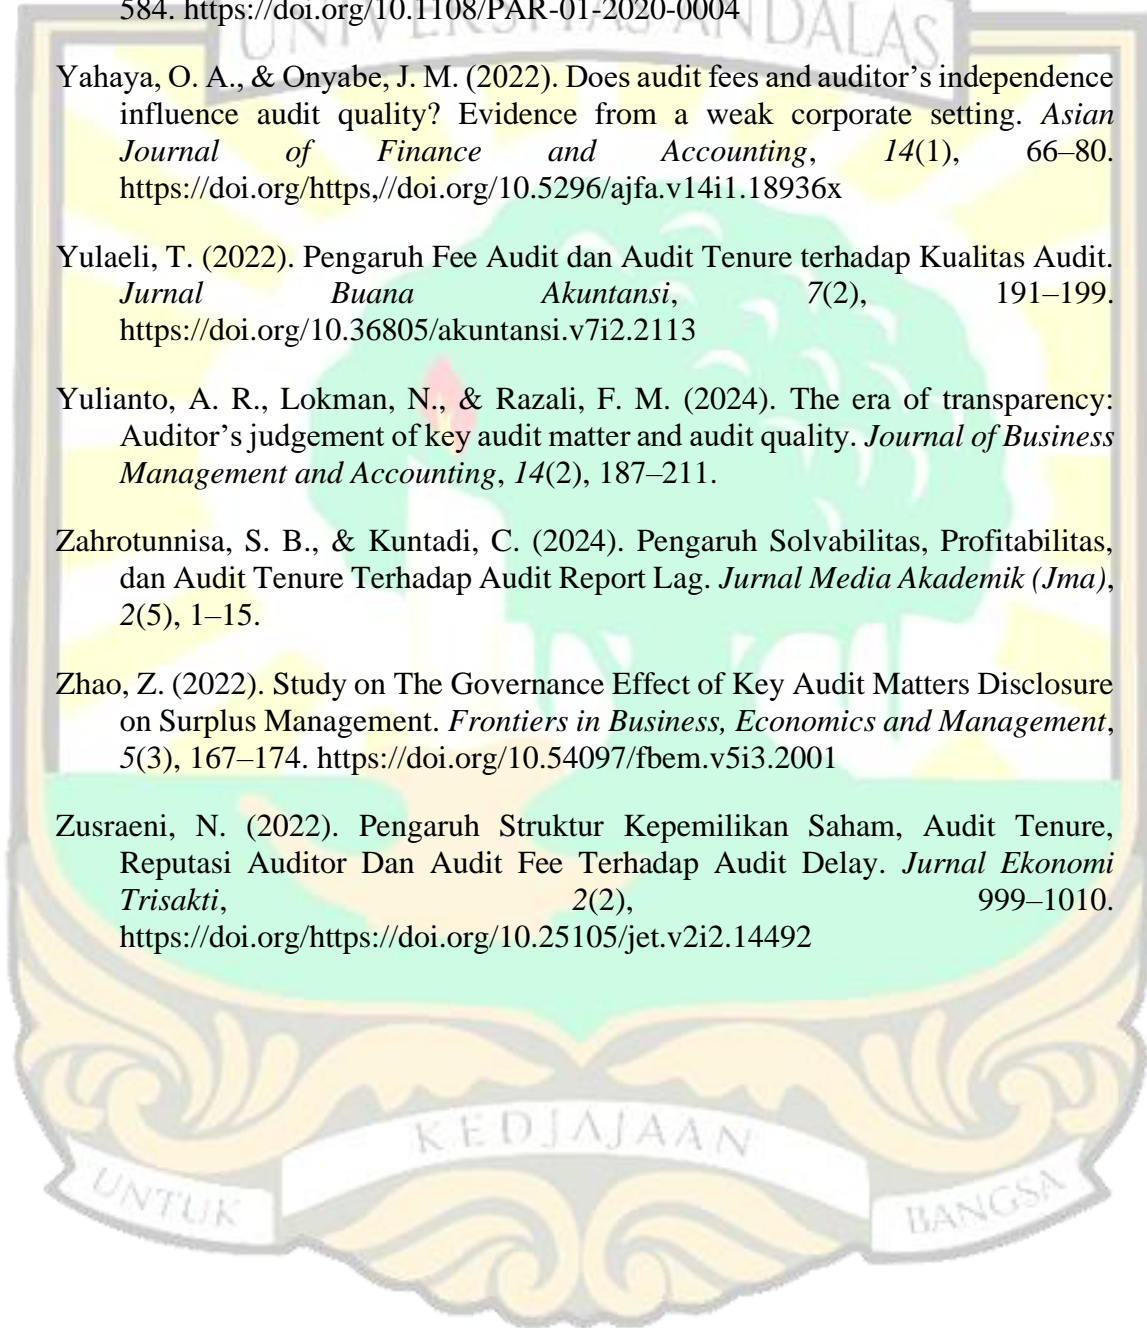 584. https://doi.org/10.1108/PAR-01-2020-0004
UNIVERSITAS ANDALAS
Yahaya, O. A., & Onyabe, J. M. (2022). Does audit fees and auditor’s independence
influence audit quality? Evidence from a weak corporate setting. Asian
Journal of Finance and Accounting, 14(1), 66–80.
https://doi.org/https,//doi.org/10.5296/ajfa.v14i1.18936x
Yulaeli, T. (2022). Pengaruh Fee Audit dan Audit Tenure terhadap Kualitas Audit.
Jurnal Buana Akuntansi, 7(2), 191–199.
https://doi.org/10.36805/akuntansi.v7i2.2113
Yulianto, A. R., Lokman, N., & Razali, F. M. (2024). The era of transparency:
Auditor’s judgement of key audit matter and audit quality. Journal of Business
Management and Accounting, 14(2), 187–211.
Zahrotunnisa, S. B., & Kuntadi, C. (2024). Pengaruh Solvabilitas, Profitabilitas,
dan Audit Tenure Terhadap Audit Report Lag. Jurnal Media Akademik (Jma),
2(5), 1–15.
Zhao, Z. (2022). Study on The Governance Effect of Key Audit Matters Disclosure
on Surplus Management. Frontiers in Business, Economics and Management,
5(3), 167–174. https://doi.org/10.54097/fbem.v5i3.2001
Zusraeni, N. (2022). Pengaruh Struktur Kepemilikan Saham, Audit Tenure,
Reputasi Auditor Dan Audit Fee Terhadap Audit Delay. Jurnal Ekonomi
Trisakti, 2(2), 999–1010.
https://doi.org/https://doi.org/10.25105/jet.v2i2.14492
UNTUK KEDJAJAAN BANGSA